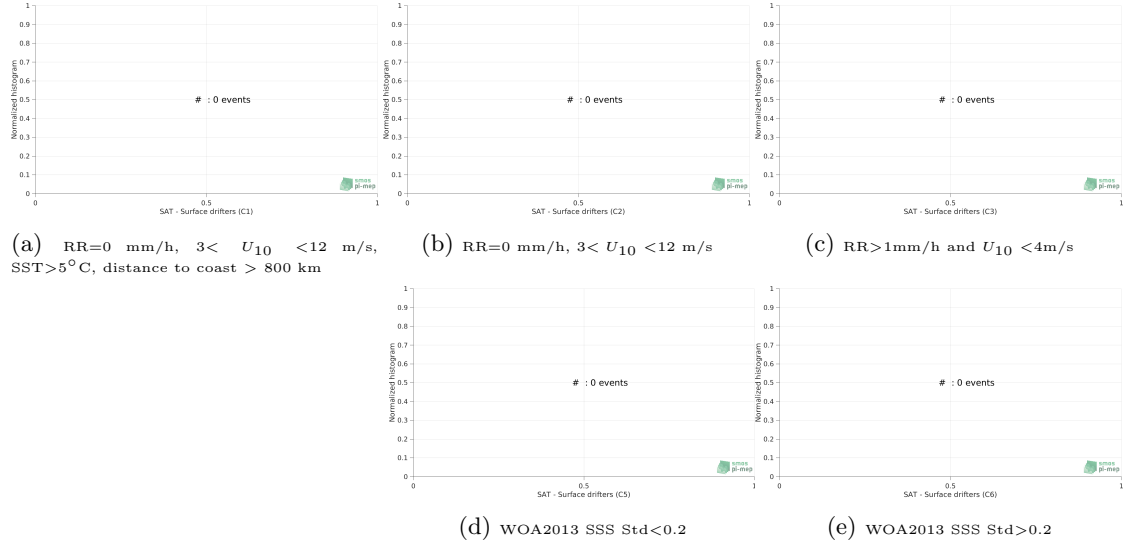 1
0.9
0.8
0.7
0.6
0.5
0.4
0.3
0.2
0.1
0
Normalized histogram
# : 0 events
smos
pi-mep
0 0.5 1
SAT - Surface drifters (C1)
(a) RR=0 mm/h, 3< U10 <12 m/s,
SST>5°C, distance to coast > 800 km
1
0.9
0.8
0.7
0.6
0.5
0.4
0.3
0.2
0.1
0
Normalized histogram
# : 0 events
smos
pi-mep
0 0.5 1
SAT - Surface drifters (C2)
(b) RR=0 mm/h, 3< U10 <12 m/s
1
0.9
0.8
0.7
0.6
0.5
0.4
0.3
0.2
0.1
0
Normalized histogram
# : 0 events
smos
pi-mep
0 0.5 1
SAT - Surface drifters (C3)
(c) RR>1mm/h and U10 <4m/s
1
0.9
0.8
0.7
0.6
0.5
0.4
0.3
0.2
0.1
0
Normalized histogram
# : 0 events
smos
pi-mep
0 0.5 1
SAT - Surface drifters (C5)
(d) WOA2013 SSS Std<0.2
1
0.9
0.8
0.7
0.6
0.5
0.4
0.3
0.2
0.1
0
Normalized histogram
# : 0 events
smos
pi-mep
0 0.5 1
SAT - Surface drifters (C6)
(e) WOA2013 SSS Std>0.2